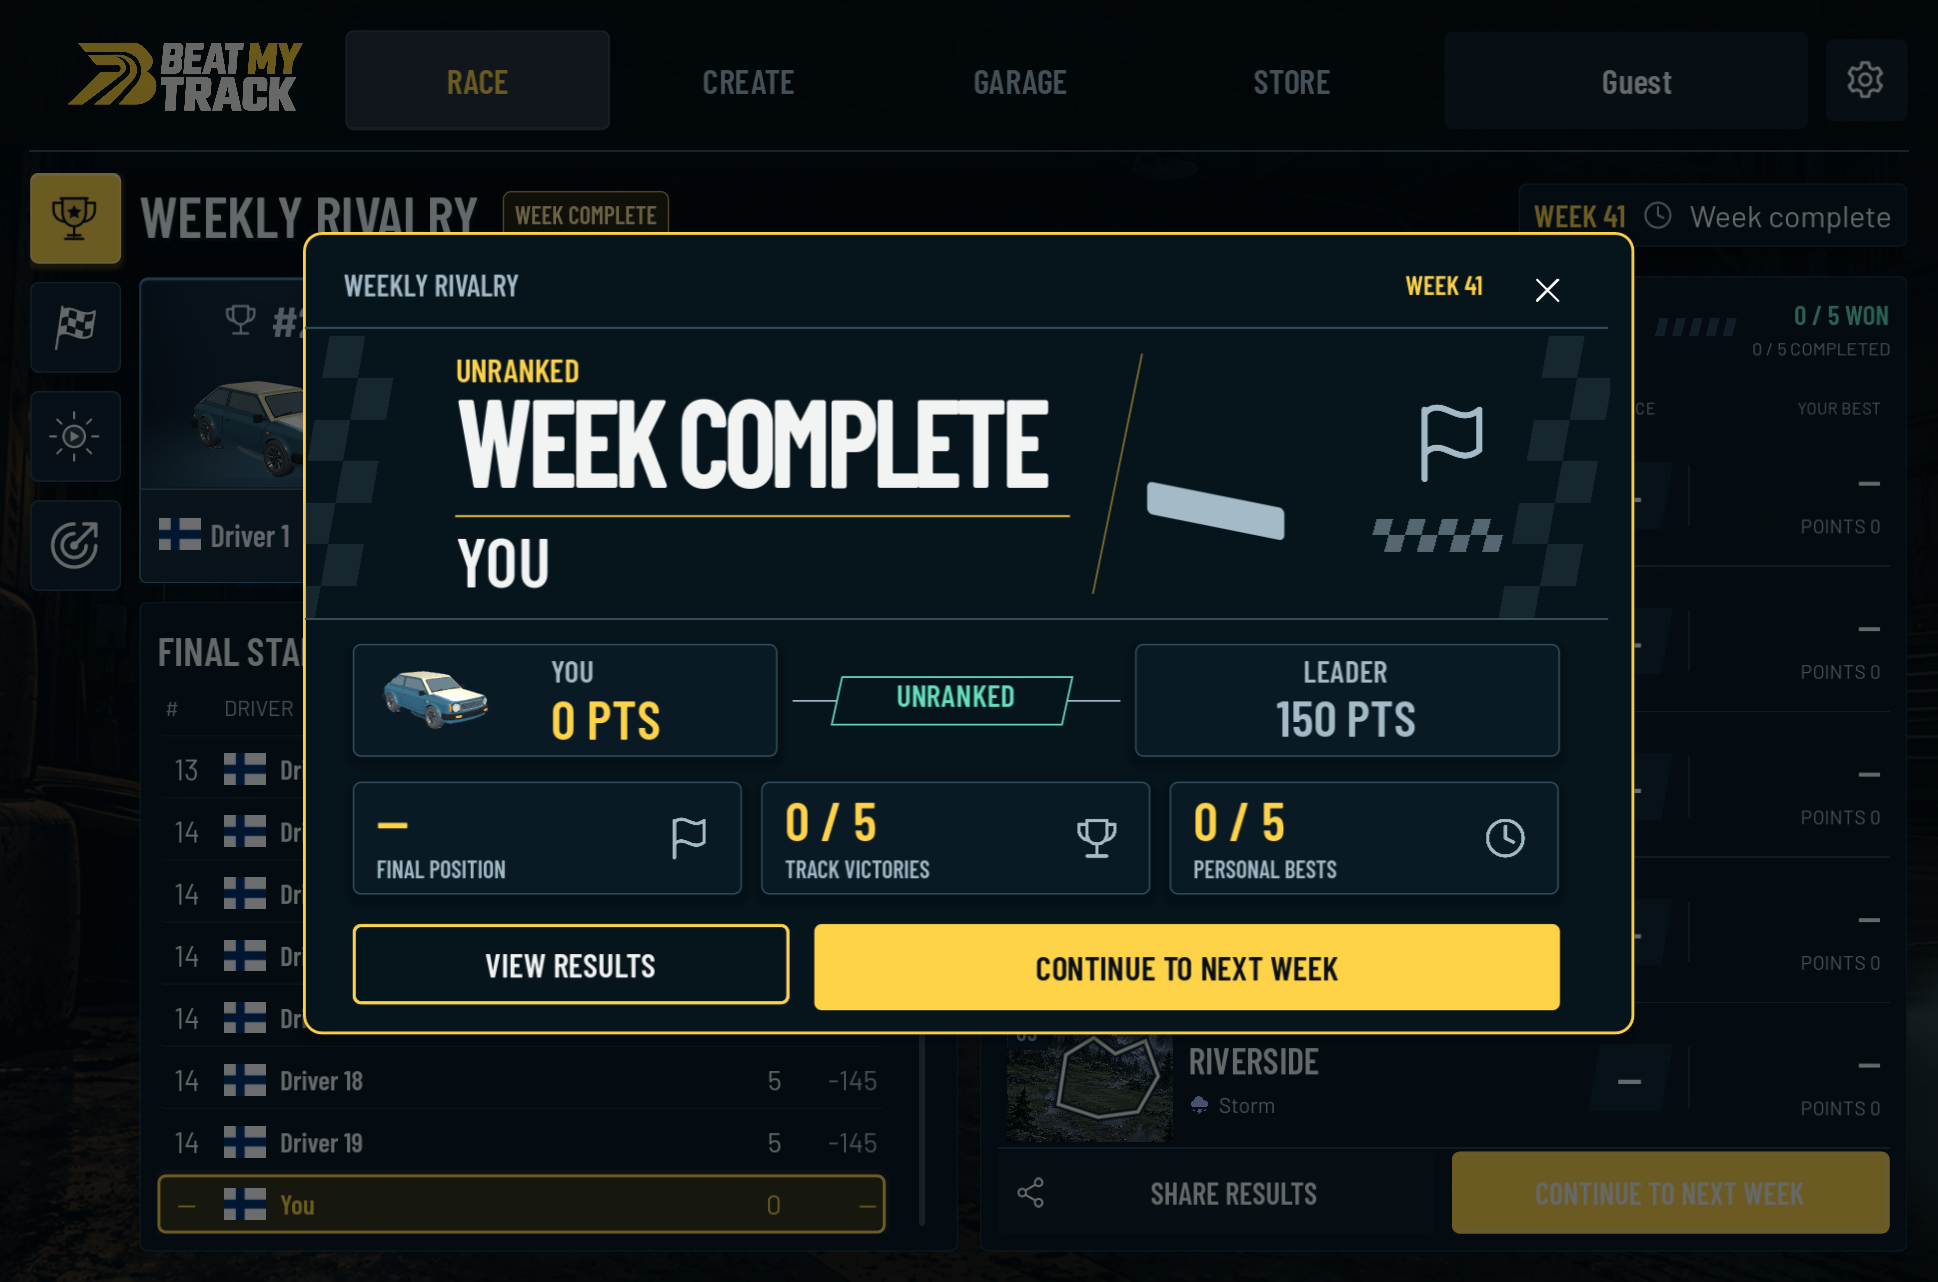 BEAT MY
TRACK
RACE
CREATE
GARAGE
STORE
Guest
WEEKLY RIVALRY
WEEK COMPLETE
WEEK 41
Week complete
Driver 1
0 / 5 WON
0 / 5 COMPLETED
YOUR BEST
WEEKLY RIVALRY
WEEK 41
UNRANKED
WEEK COMPLETE
YOU
YOU
0 PTS
UNRANKED
LEADER
150 PTS
–
FINAL POSITION
0 / 5
TRACK VICTORIES
0 / 5
PERSONAL BESTS
VIEW RESULTS
CONTINUE TO NEXT WEEK
# DRIVER
13
14
14
14
14
14 Driver 18 5 -145
14 Driver 19 5 -145
– You 0 –
–
POINTS 0
–
POINTS 0
–
POINTS 0
–
POINTS 0
RIVERSIDE
Storm
–
–
POINTS 0
SHARE RESULTS
CONTINUE TO NEXT WEEK